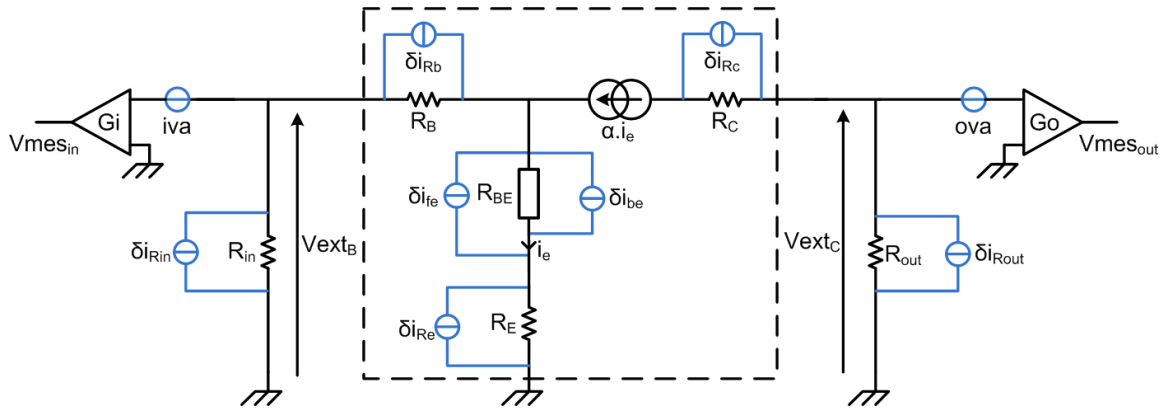 δiRb
δiRc
Gi
iva
RB
α.ie
RC
ova
Go
Vmesin
Vmesout
δife
RBE
δibe
δiRin
Rin
VextB
ie
VextC
Rout
δiRout
δiRe
RE